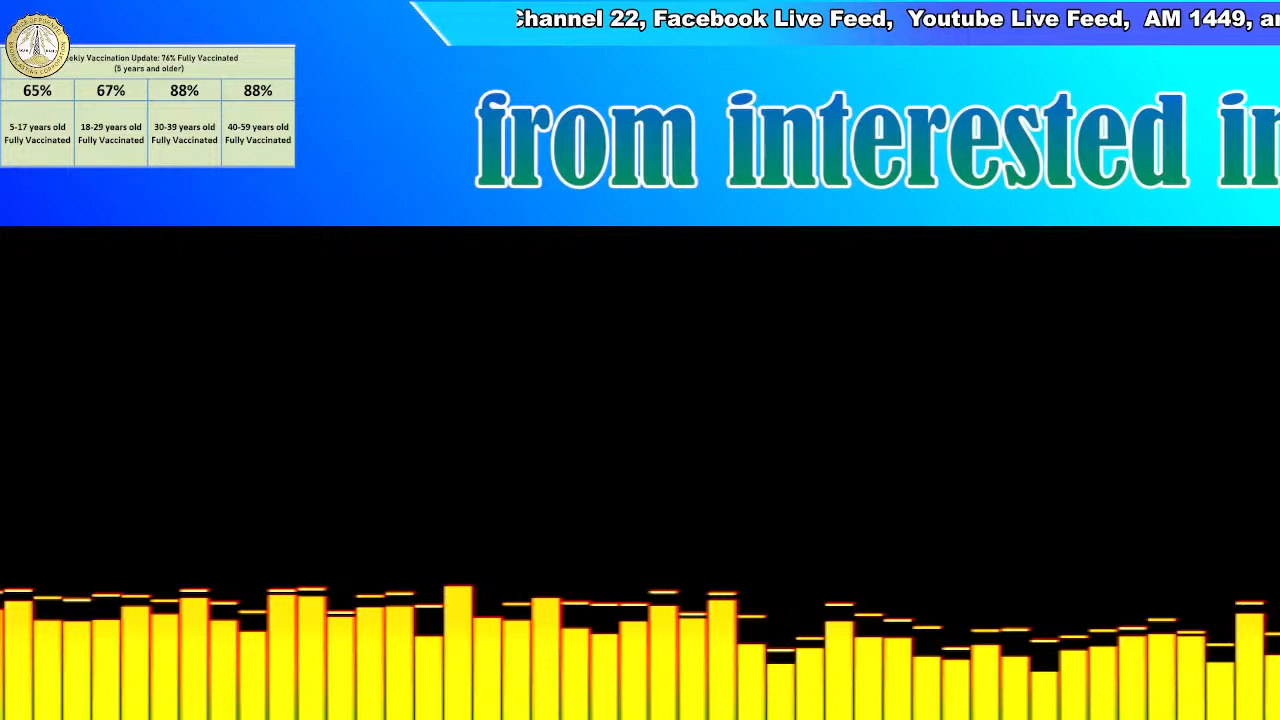 Channel 22, Facebook Live Feed, Youtube Live Feed, AM 1449,
Vaccination Update: 76% Fully Vaccinated
(5 years and older)
65% 67% 88% 88%
5-17 years old 18-29 years old 30-39 years old 40-59 years old
Fully Vaccinated Fully Vaccinated Fully Vaccinated Fully Vaccinated
from interested